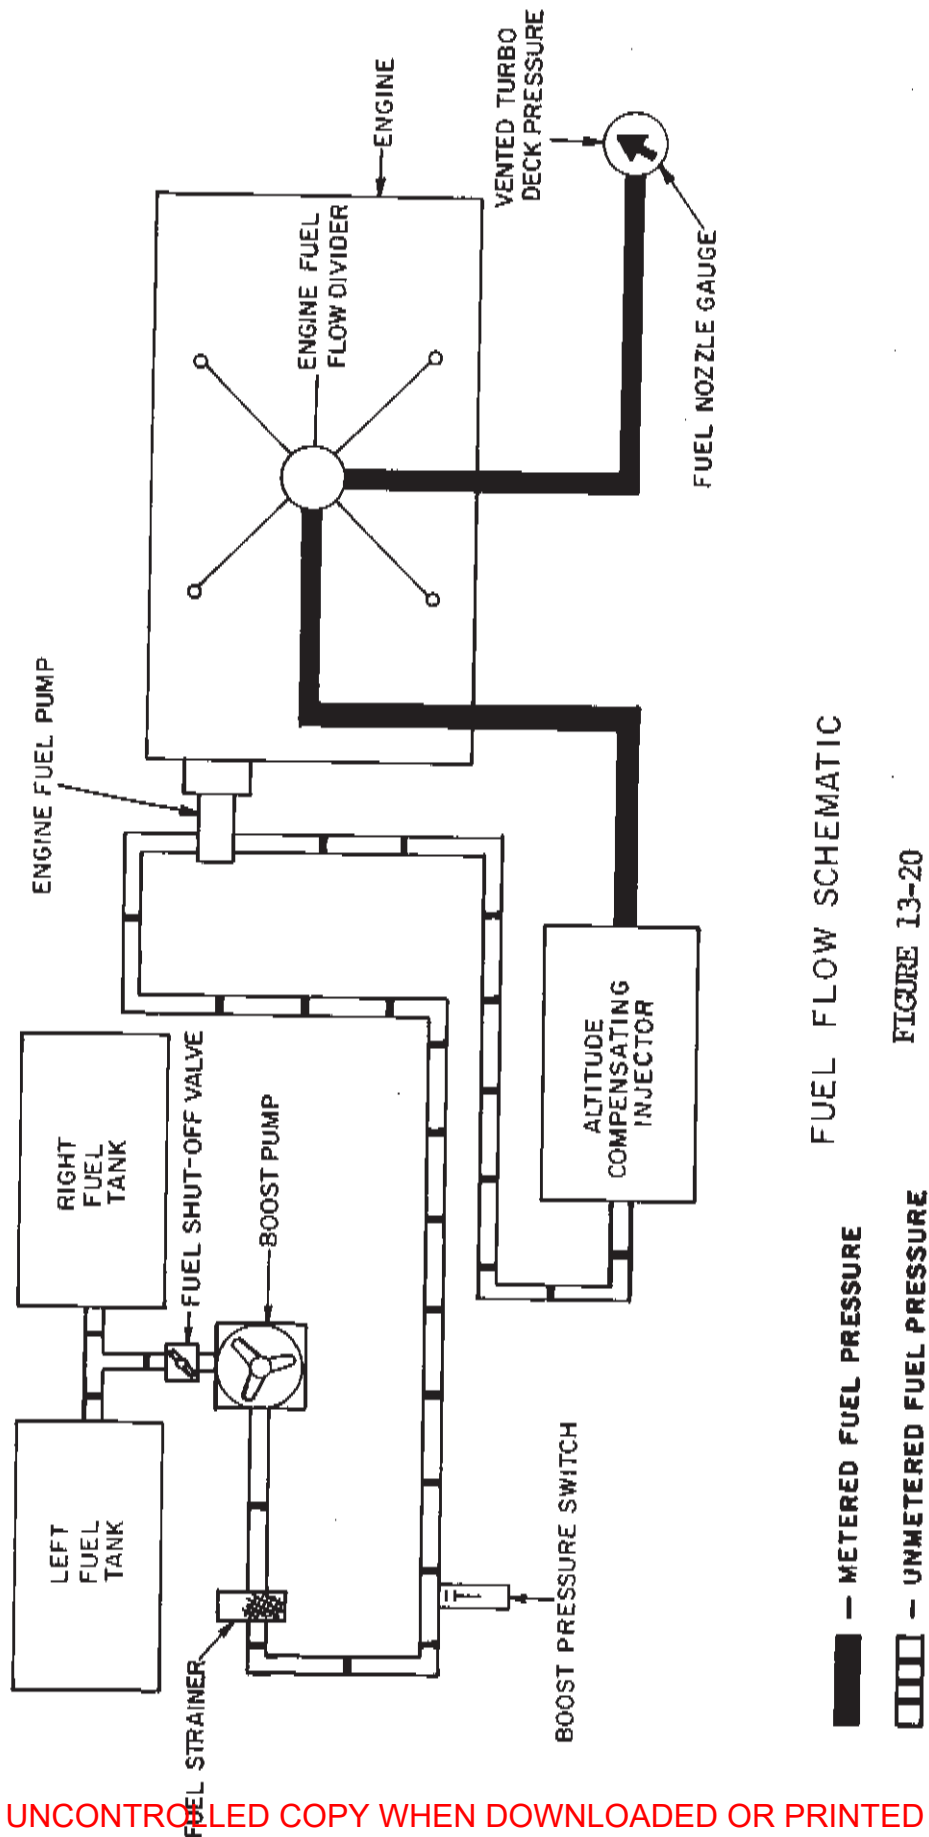 LEFT
FUEL
TANK
RIGHT
FUEL
TANK
FUEL SHUT-OFF VALVE
BOOST PUMP
FUEL STRAINER
BOOST PRESSURE SWITCH
ENGINE FUEL PUMP
ENGINE
ENGINE FUEL
FLOW DIVIDER
ALTITUDE
COMPENSATING
INJECTOR
VENTED TURBO
DECK PRESSURE
FUEL NOZZLE GAUGE
FUEL FLOW SCHEMATIC
— METERED FUEL PRESSURE
— UNMETERED FUEL PRESSURE
FIGURE 13-20
UNCONTROLLED COPY WHEN DOWNLOADED OR PRINTED